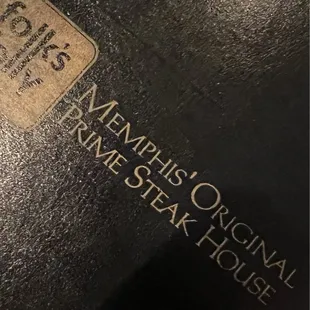 folk's
MEMPHIS' ORIGINAL
PRIME STEAK HOUSE